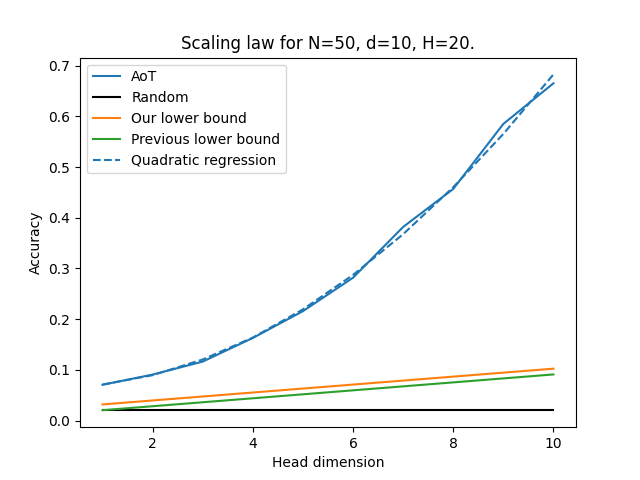 Scaling law for N=50, d=10, H=20.
AoT
Random
Our lower bound
Previous lower bound
Quadratic regression
Accuracy
0.7
0.6
0.5
0.4
0.3
0.2
0.1
0.0
2 4 6 8 10
Head dimension